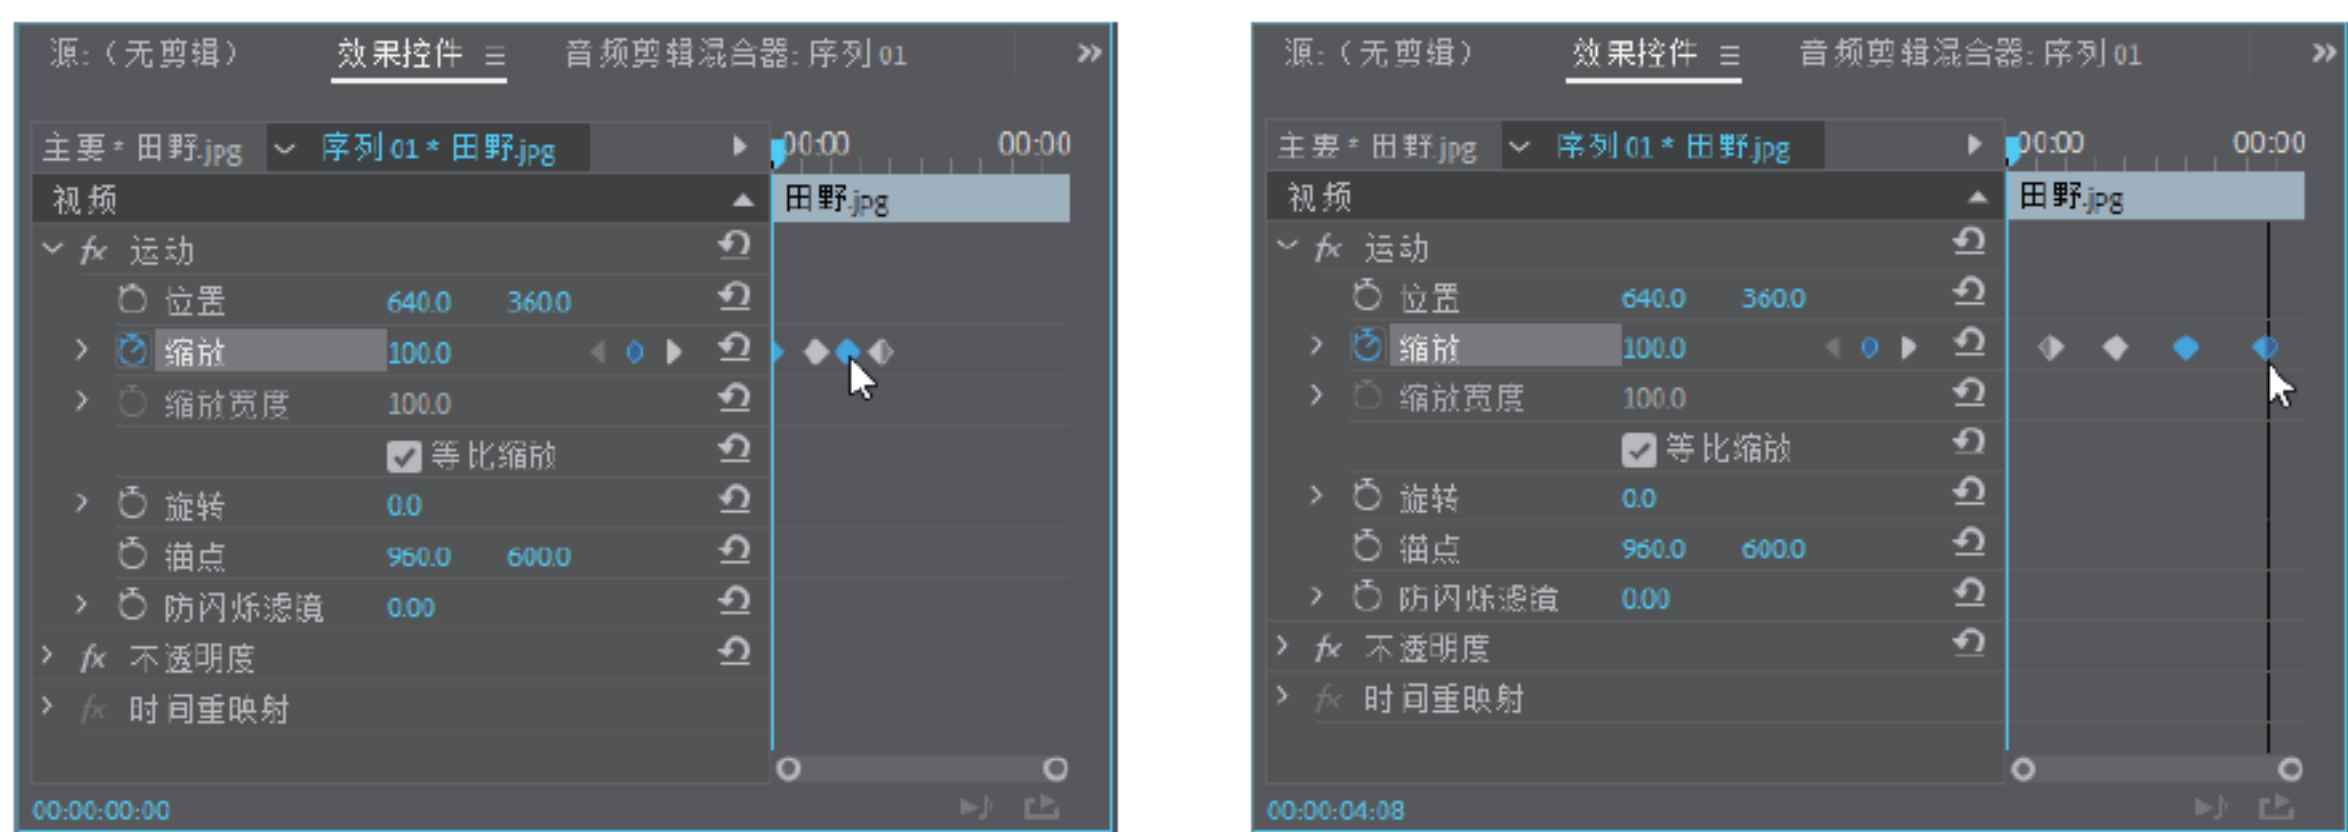 源:（无剪辑） 效果控件 音频剪辑混合器: 序列 01
主要 * 田野.jpg 序列 01 * 田野.jpg 00:00 00:00
视频 田野.jpg
fx 运动
位置 640.0 360.0
缩放 100.0
缩放宽度 100.0
等比缩放
旋转 0.0
锚点 960.0 600.0
防闪烁滤镜 0.00
fx 不透明度
fx 时间重映射
00:00:00:00
源:（无剪辑） 效果控件 音频剪辑混合器: 序列 01
主要 * 田野.jpg 序列 01 * 田野.jpg 00:00 00:00
视频 田野.jpg
fx 运动
位置 640.0 360.0
缩放 100.0
缩放宽度 100.0
等比缩放
旋转 0.0
锚点 960.0 600.0
防闪烁滤镜 0.00
fx 不透明度
fx 时间重映射
00:00:04:08